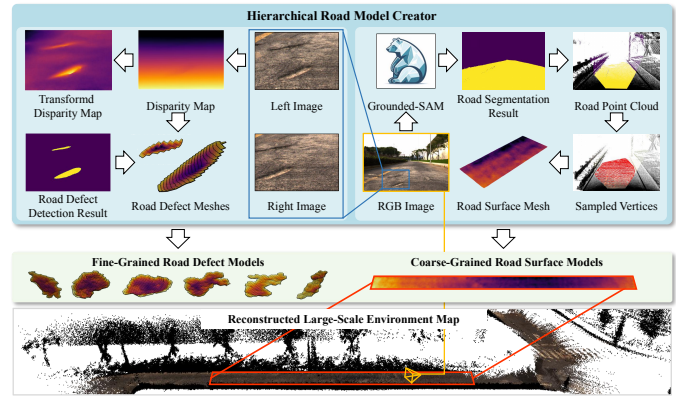 Hierarchical Road Model Creator
Transformd
Disparity Map
Disparity Map
Left Image
Grounded-SAM
Road Segmentation
Result
Road Point Cloud
Road Defect
Detection Result
Road Defect Meshes
Right Image
RGB Image
Road Surface Mesh
Sampled Vertices
Fine-Grained Road Defect Models
Coarse-Grained Road Surface Models
Reconstructed Large-Scale Environment Map